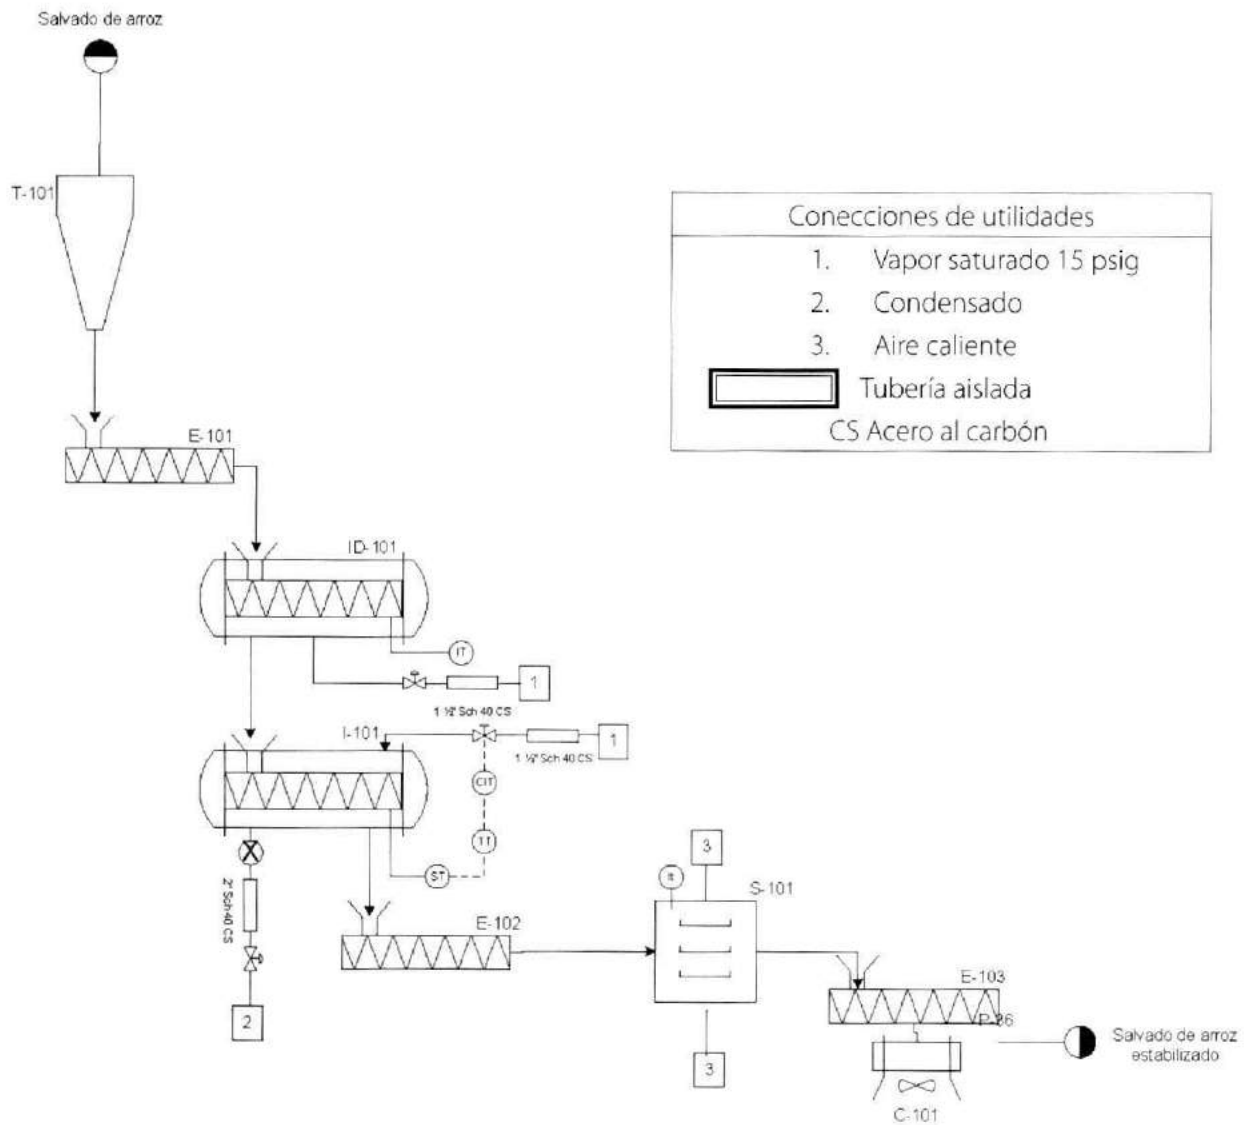 Salvado de arroz
T-101
Conecciones de utilidades
1. Vapor saturado 15 psig
2. Condensado
3. Aire caliente
Tubería aislada
CS Acero al carbón
E-101
ID-101
IT
1
1 ½" Sch 40 CS
I-101
1
1 ½" Sch 40 CS
CIT
TT
ST
2" Sch 40 CS
2
E-102
3
It
S-101
3
E-103
P-36
Salvado de arroz
estabilizado
C-101